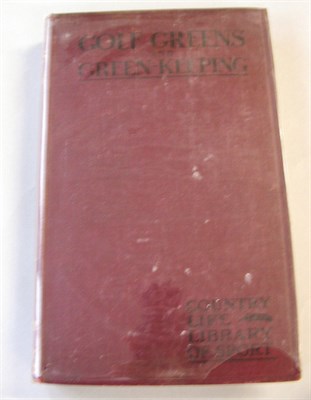 GOLF GREENS
GREEN-KEEPING
COUNTRY
LIFE
LIBRARY
OF SPORT